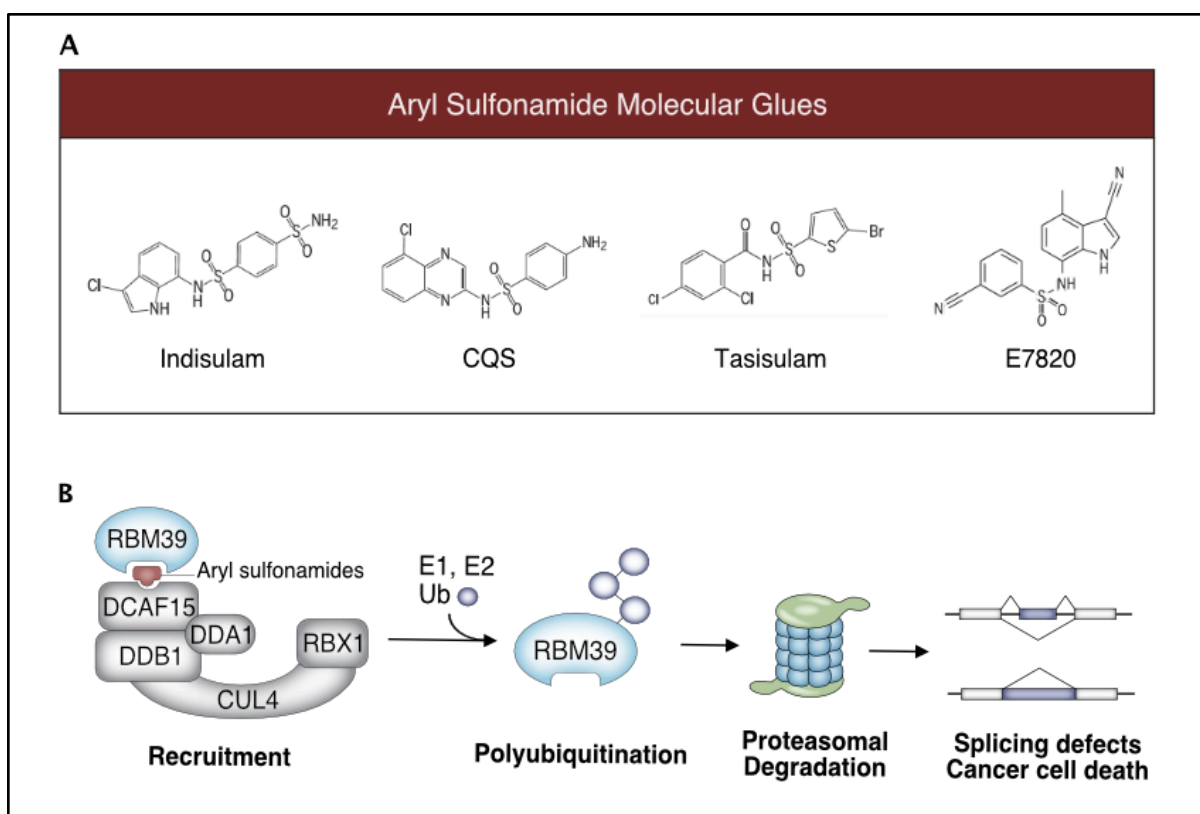 A
Aryl Sulfonamide Molecular Glues
Cl
N
H
NH
O
S
O
O
S
O
NH2
Indisulam
Cl
N
N
N
H
O
S
O
NH2
CQS
Cl
Cl
O
NH
O
S
O
S
Br
Tasisulam
N
N
NH
NH
S
O
O
E7820
B
RBM39
Aryl sulfonamides
DCAF15
DDA1
DDB1
RBX1
CUL4
Recruitment
E1, E2
Ub
RBM39
Polyubiquitination
Proteasomal
Degradation
Splicing defects
Cancer cell death